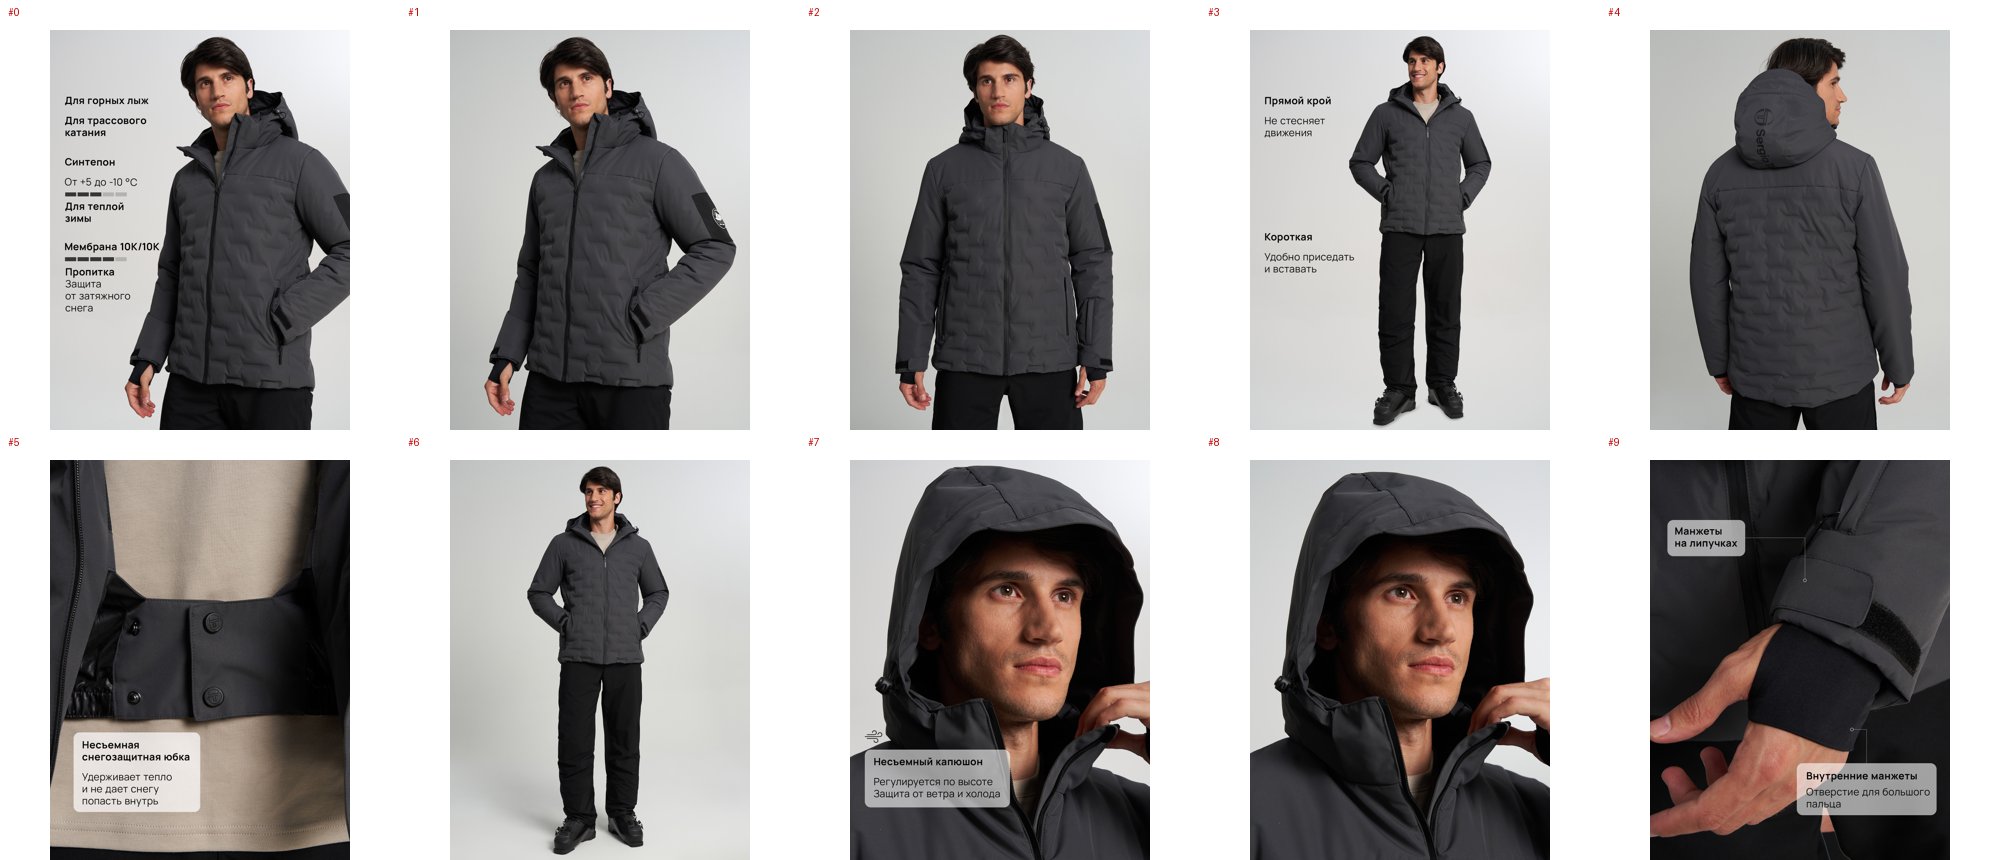 #0
#1
#2
#3
#4
Для горных лыж
Для трассового
катания
Синтепон
От +5 до -10 °C
Для теплой
зимы
Мембрана 10K/10K
Пропитка
Защита
от затяжного
снега
Прямой крой
Не стесняет
движения
Короткая
Удобно приседать
и вставать
#5
#6
#7
#8
#9
Несъемная
снегозащитная юбка
Удерживает тепло
и не дает снегу
попасть внутрь
Несъемный капюшон
Регулируется по высоте
Защита от ветра и холода
Манжеты
на липучках
Внутренние манжеты
Отверстие для большого
пальца